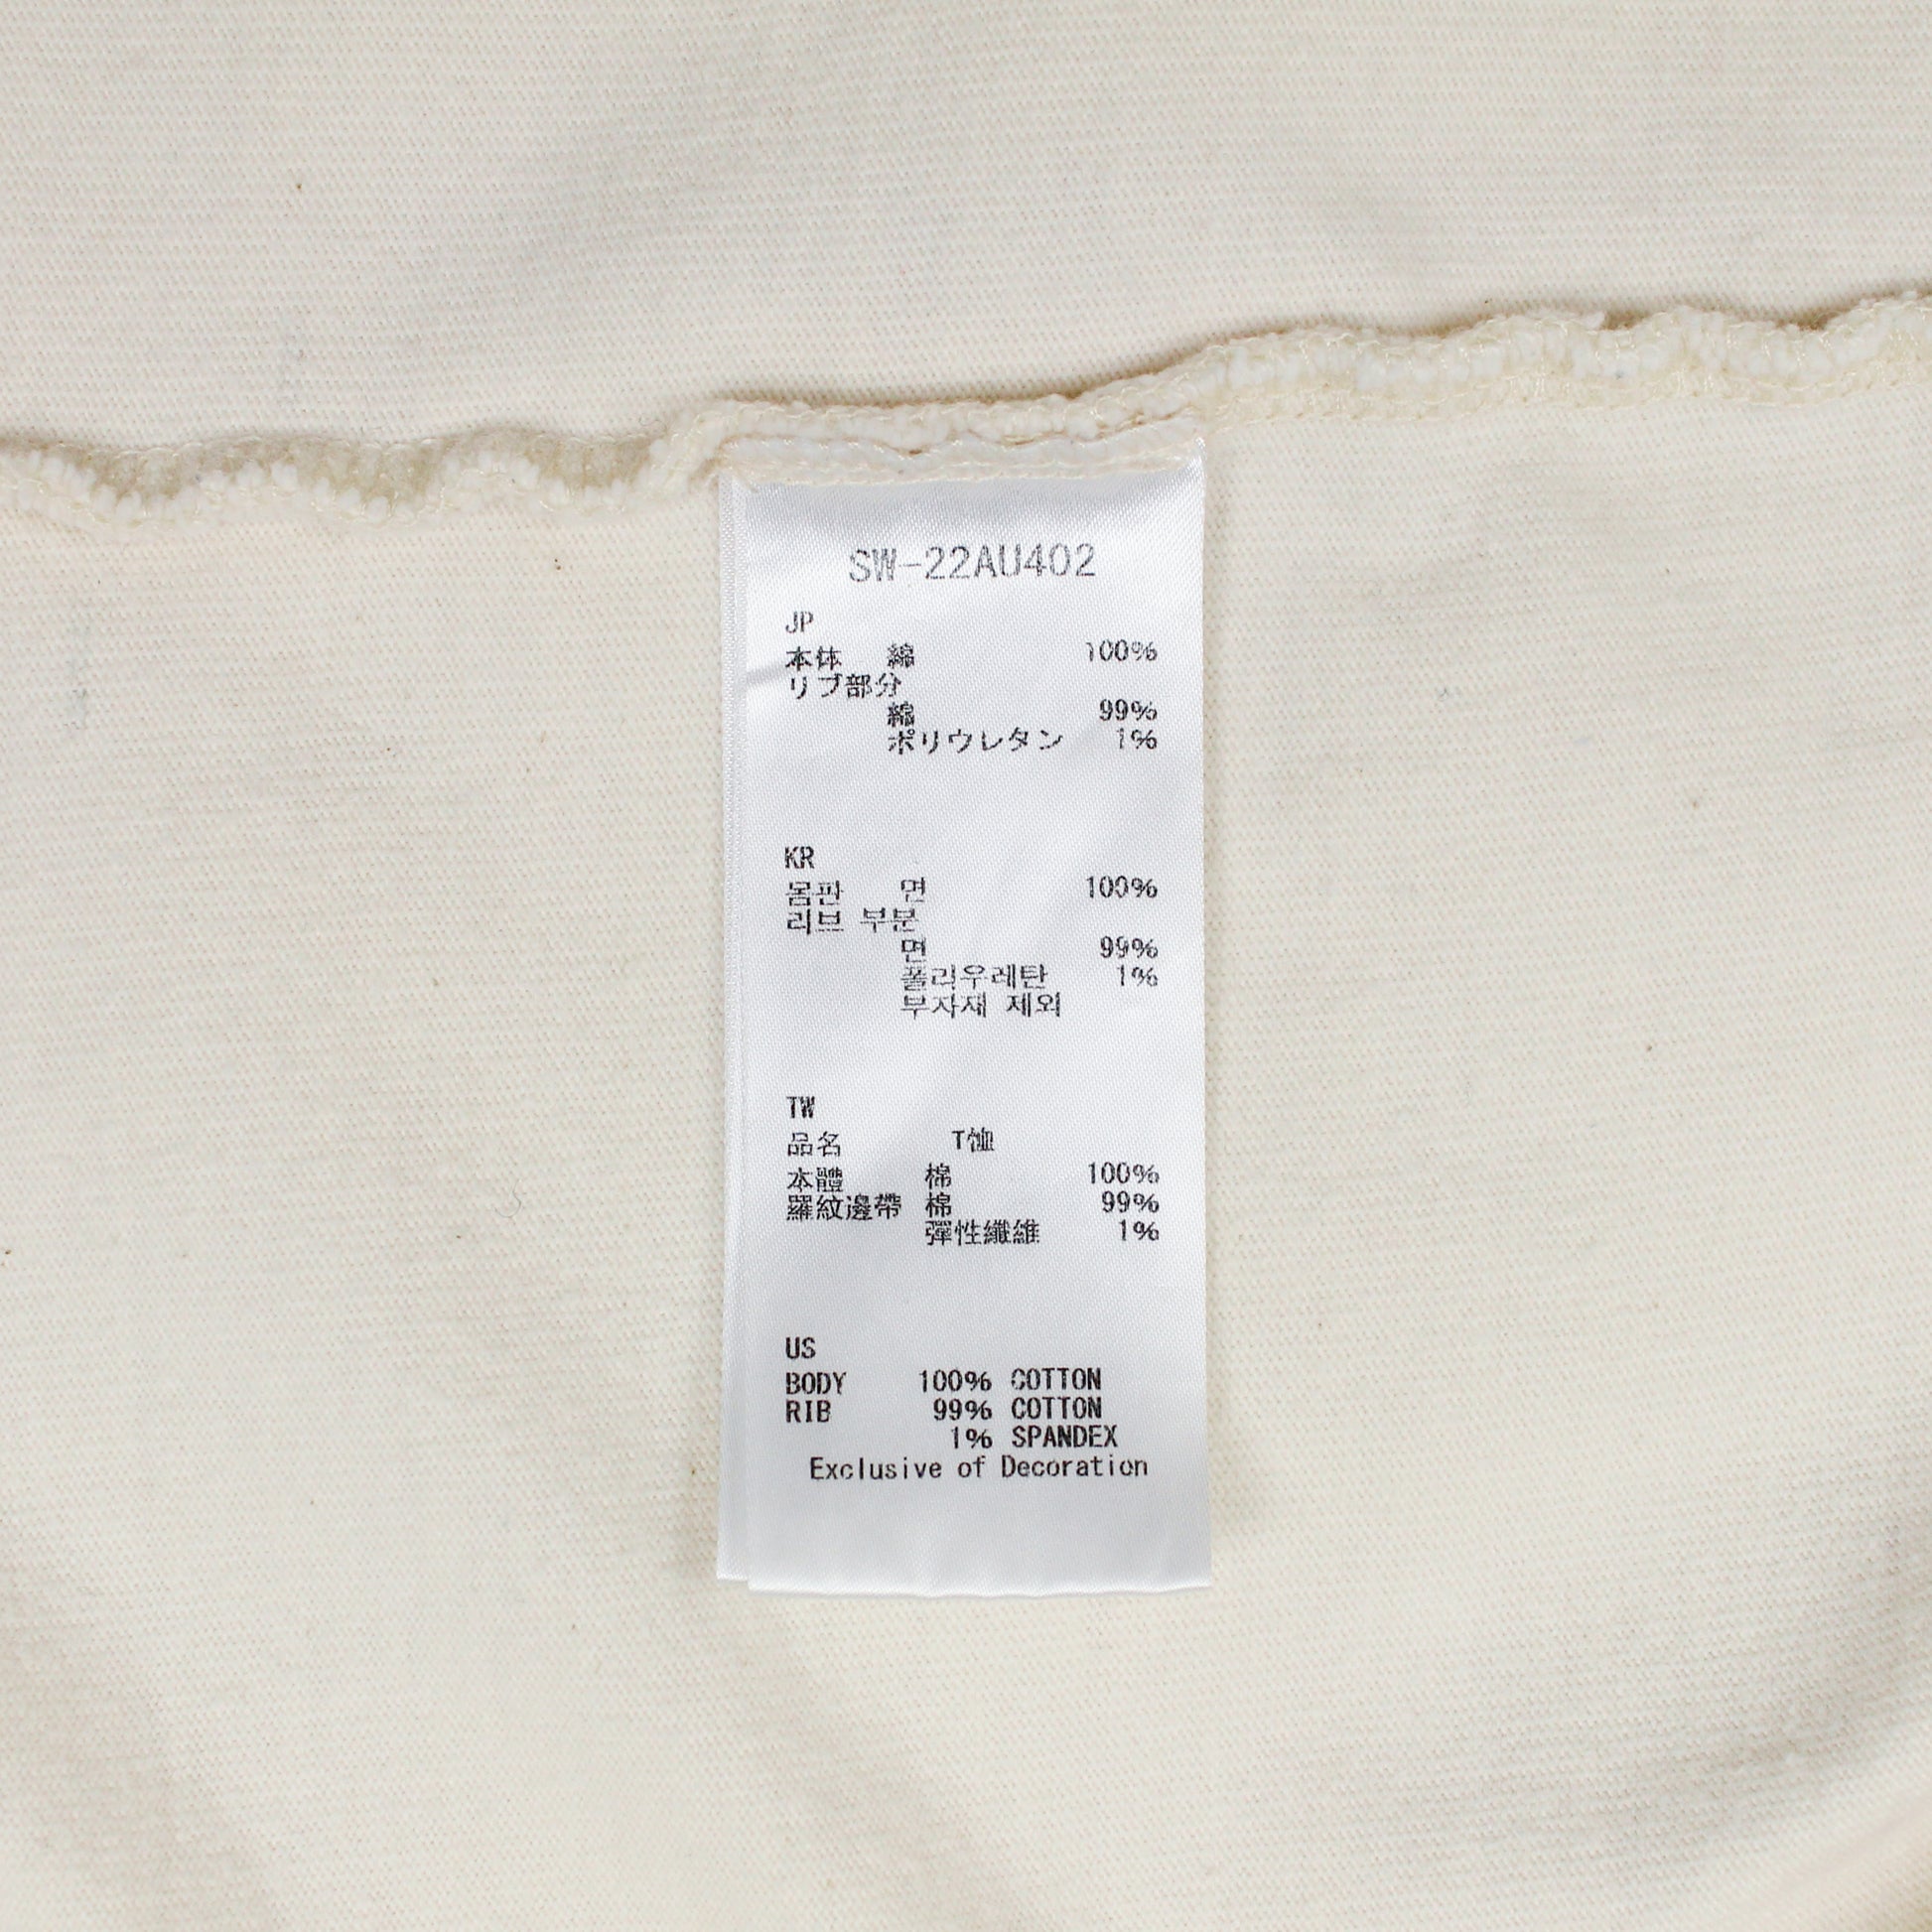 SW-22AU402
JP
本体 綿 100%
リブ部分
綿 99%
ポリウレタン 1%
KR
몸판 면 100%
리브 부분
면 99%
폴리우레탄 1%
부자재 제외
TW
品名 T恤
本體 棉 100%
羅紋邊帶 棉 99%
彈性纖維 1%
US
BODY 100% COTTON
RIB 99% COTTON
1% SPANDEX
Exclusive of Decoration